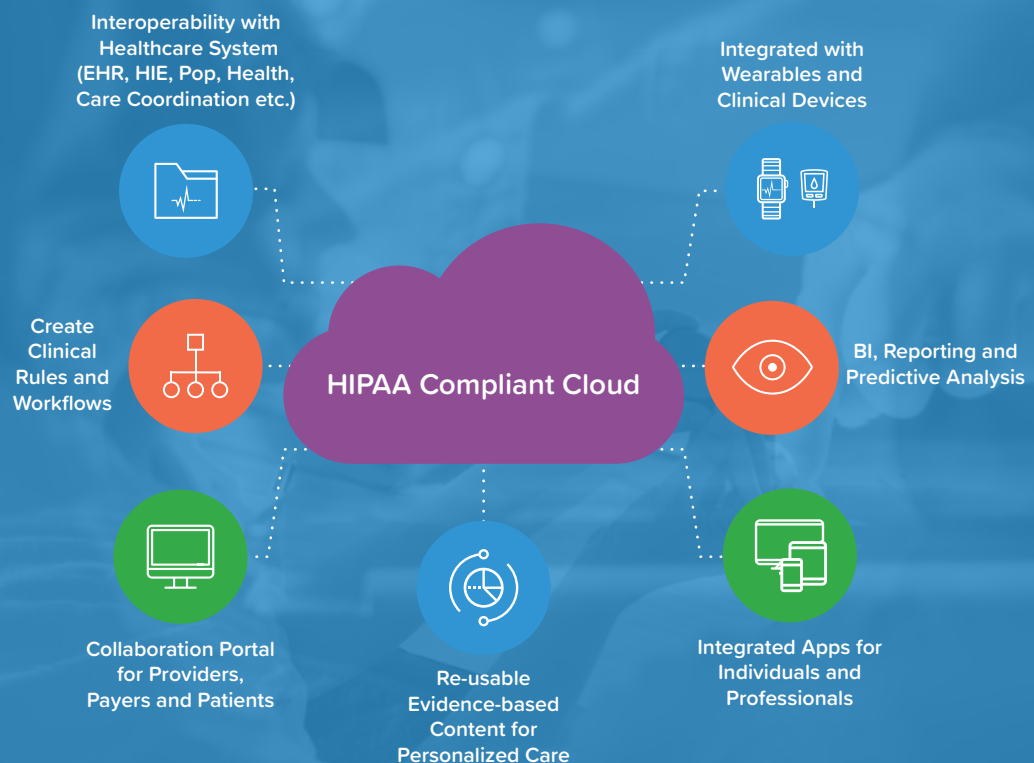 Interoperability with
Healthcare System
(EHR, HIE, Pop, Health,
Care Coordination etc.)
Integrated with
Wearables and
Clinical Devices
Create
Clinical
Rules and
Workflows
HIPAA Compliant Cloud
BI, Reporting and
Predictive Analysis
Collaboration Portal
for Providers,
Payers and Patients
Re-usable
Evidence-based
Content for
Personalized Care
Integrated Apps for
Individuals and
Professionals